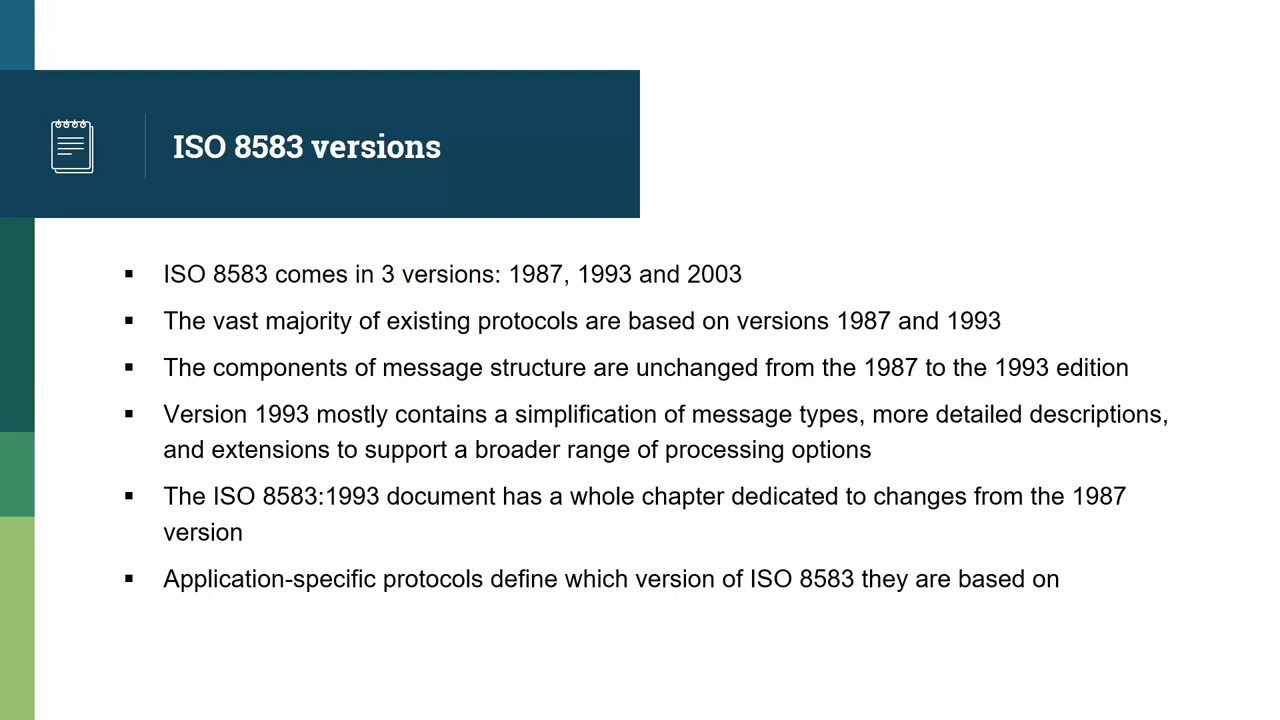 ISO 8583 versions
▪ ISO 8583 comes in 3 versions: 1987, 1993 and 2003
▪ The vast majority of existing protocols are based on versions 1987 and 1993
▪ The components of message structure are unchanged from the 1987 to the 1993 edition
▪ Version 1993 mostly contains a simplification of message types, more detailed descriptions,
and extensions to support a broader range of processing options
▪ The ISO 8583:1993 document has a whole chapter dedicated to changes from the 1987
version
▪ Application-specific protocols define which version of ISO 8583 they are based on